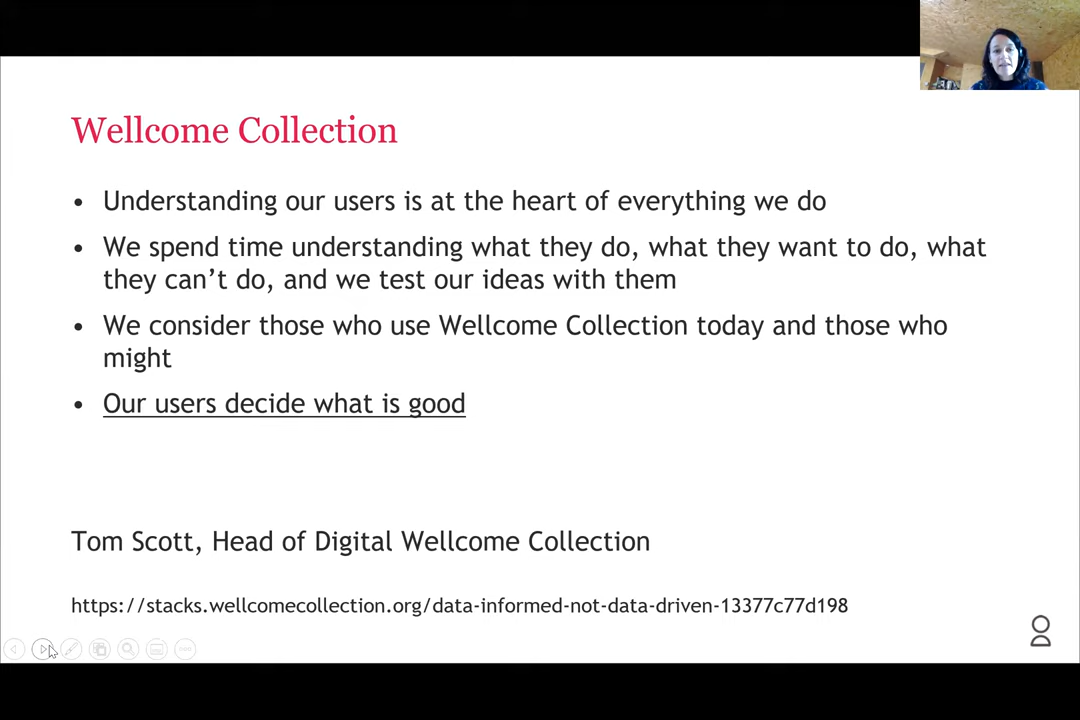 Wellcome Collection
• Understanding our users is at the heart of everything we do
• We spend time understanding what they do, what they want to do, what
they can’t do, and we test our ideas with them
• We consider those who use Wellcome Collection today and those who
might
• Our users decide what is good
Tom Scott, Head of Digital Wellcome Collection
https://stacks.wellcomecollection.org/data-informed-not-data-driven-13377c77d198